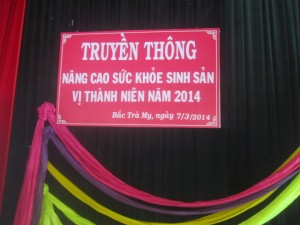 TRUYỀN THÔNG
NÂNG CAO SỨC KHỎE SINH SẢN
VỊ THÀNH NIÊN NĂM 2014
Bắc Trà My, ngày 7/3/2014